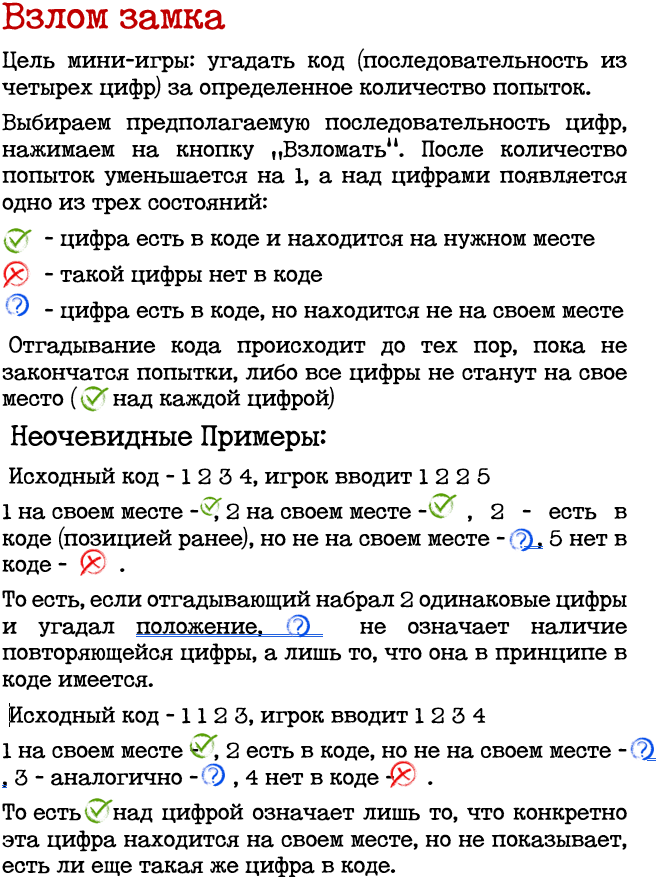 Взлом замка
Цель мини-игры: угадать код (последовательность из
четырех цифр) за определенное количество попыток.
Выбираем предполагаемую последовательность цифр,
нажимаем на кнопку „Взломать“. После количество
попыток уменьшается на 1, а над цифрами появляется
одно из трех состояний:
- цифра есть в коде и находится на нужном месте
- такой цифры нет в коде
- цифра есть в коде, но находится не на своем месте
Отгадывание кода происходит до тех пор, пока не
закончатся попытки, либо все цифры не станут на свое
место ( над каждой цифрой)
Неочевидные Примеры:
Исходный код - 1 2 3 4, игрок вводит 1 2 2 5
1 на своем месте - , 2 на своем месте - , 2 - есть в
коде (позицией ранее), но не на своем месте - , 5 нет в
коде - .
То есть, если отгадывающий набрал 2 одинаковые цифры
и угадал положение, не означает наличие
повторяющейся цифры, а лишь то, что она в принципе в
коде имеется.
Исходный код - 1 1 2 3, игрок вводит 1 2 3 4
1 на своем месте - , 2 есть в коде, но не на своем месте -
, 3 - аналогично - , 4 нет в коде - .
То есть над цифрой означает лишь то, что конкретно
эта цифра находится на своем месте, но не показывает,
есть ли еще такая же цифра в коде.